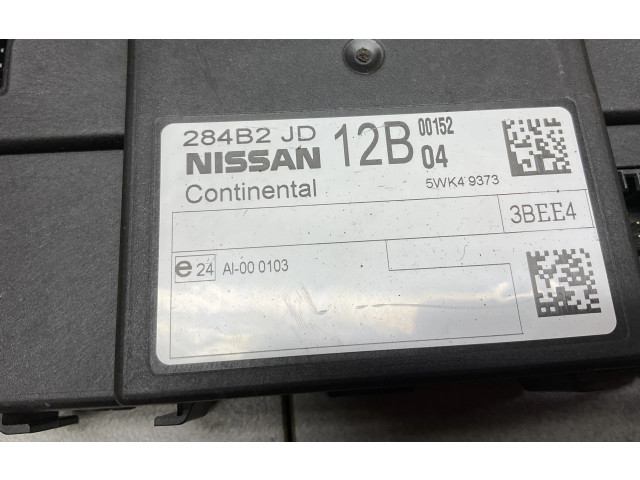 284B2 JD 12B 00152
NISSAN 04
Continental 5WK4 9373
3BEE4
e24 AI-00 0103